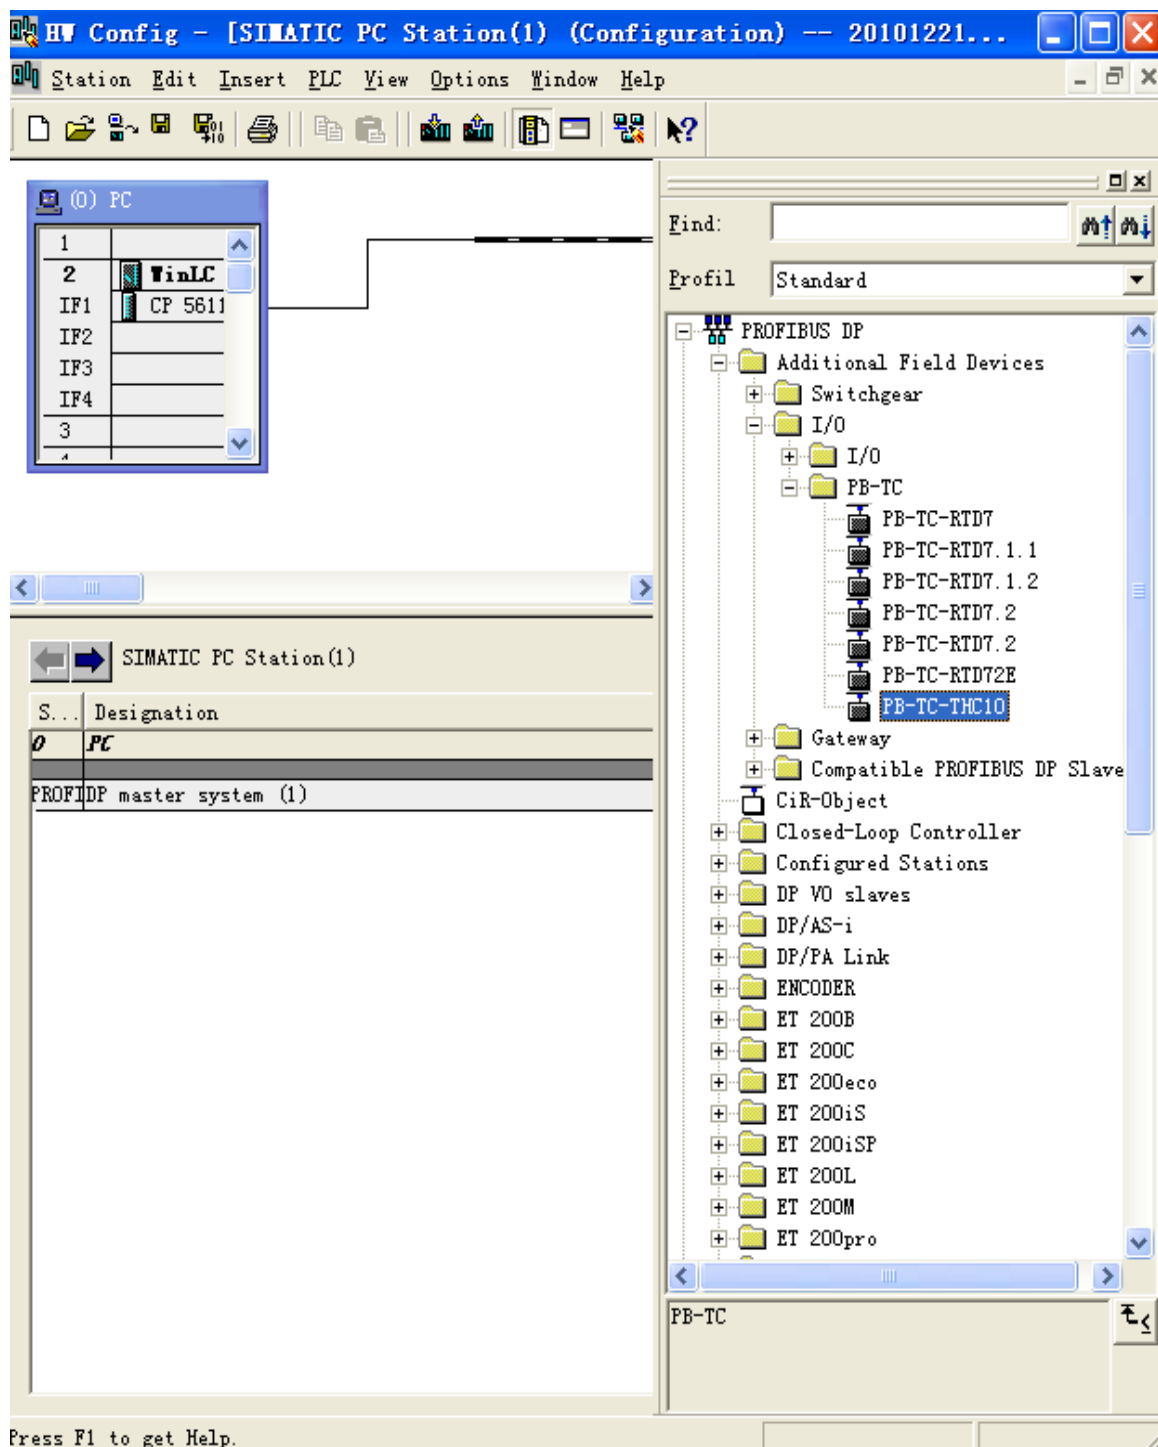 HW Config - [SIMATIC PC Station(1) (Configuration) -- 20101221...
Station Edit Insert PLC View Options Window Help
(0) PC
1
2 WinLC
IF1 CP 5611
IF2
IF3
IF4
3
4
Find:
Profil Standard
PROFIBUS DP
Additional Field Devices
Switchgear
I/O
I/O
PB-TC
PB-TC-RTD7
PB-TC-RTD7.1.1
PB-TC-RTD7.1.2
PB-TC-RTD7.2
PB-TC-RTD7.2
PB-TC-RTD72E
PB-TC-THC10
Gateway
Compatible PROFIBUS DP Slave
CiR-Object
Closed-Loop Controller
Configured Stations
DP V0 slaves
DP/AS-i
DP/PA Link
ENCODER
ET 200B
ET 200C
ET 200eco
ET 200iS
ET 200iSP
ET 200L
ET 200M
ET 200pro
PB-TC
SIMATIC PC Station(1)
S... Designation
0 PC
PROFI DP master system (1)
Press F1 to get Help.